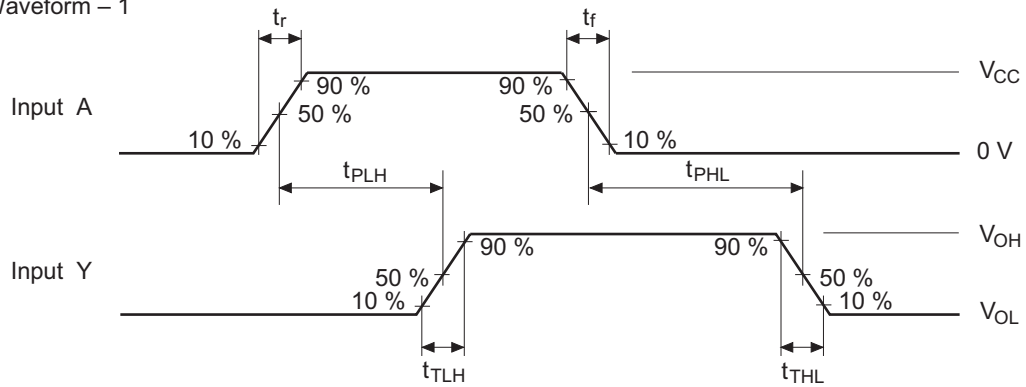 Waveform – 1
tr
tf
VCC
90 %
90 %
Input A
50 %
50 %
10 %
10 %
0 V
tPLH
tPHL
VOH
90 %
90 %
Input Y
50 %
50 %
10 %
10 %
VOL
tTLH
tTHL